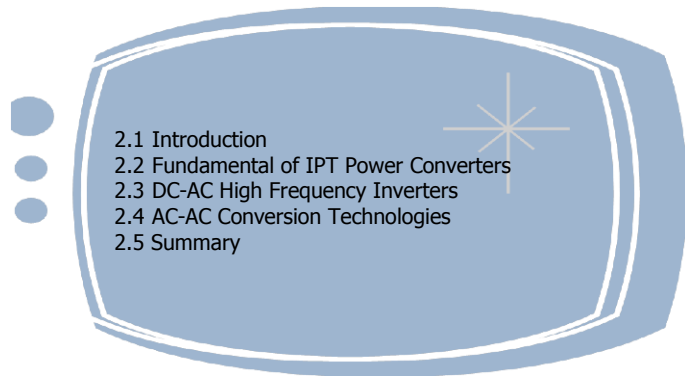 2.1 Introduction
2.2 Fundamental of IPT Power Converters
2.3 DC-AC High Frequency Inverters
2.4 AC-AC Conversion Technologies
2.5 Summary